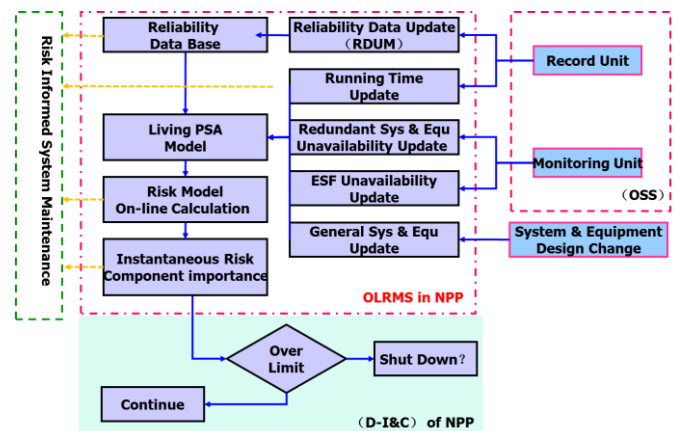 Risk Informed System Maintenance
Reliability
Data Base
Reliability Data Update
（RDUM）
Record Unit
Running Time
Update
Living PSA
Model
Redundant Sys & Equ
Unavailability Update
Monitoring Unit
ESF Unavailability
Update
（OSS）
Risk Model
On-line Calculation
General Sys & Equ
Update
System & Equipment
Design Change
Instantaneous Risk
Component importance
OLRMS in NPP
Over
Limit
Shut Down？
Continue
（D-I&C）of NPP